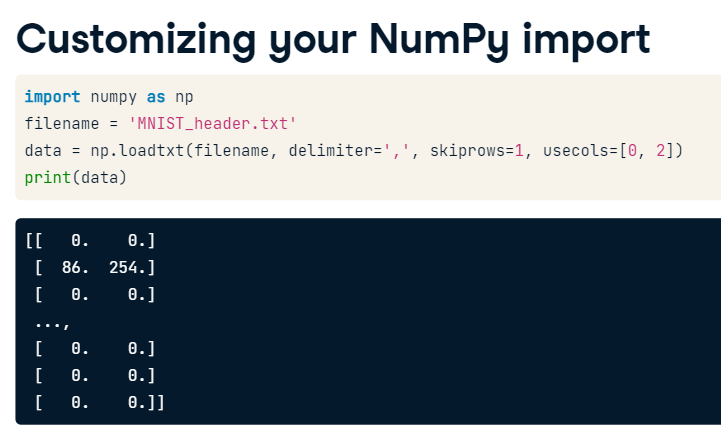 Customizing your NumPy import
import numpy as np
filename = 'MNIST_header.txt'
data = np.loadtxt(filename, delimiter=',', skiprows=1, usecols=[0, 2])
print(data)
[[   0.    0.]
 [  86.  254.]
 [   0.    0.]
 ...,
 [   0.    0.]
 [   0.    0.]
 [   0.    0.]]